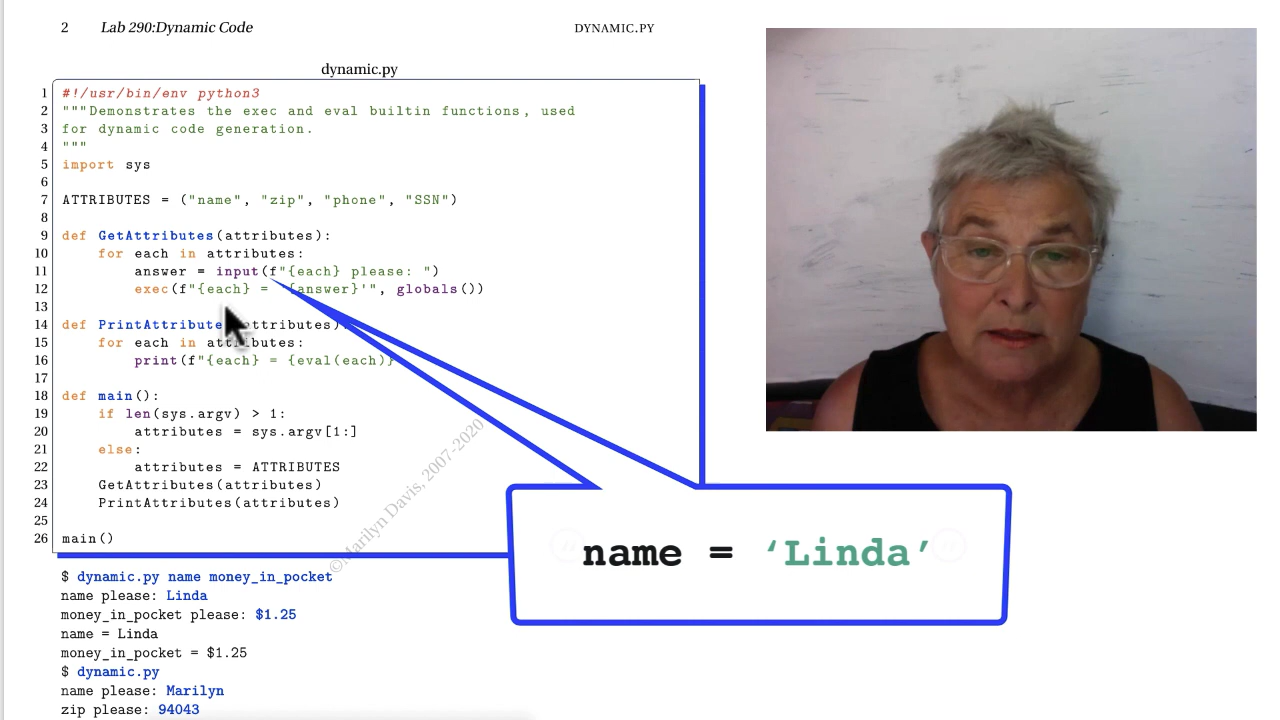 2 Lab 290:Dynamic Code DYNAMIC.PY
dynamic.py
1 #!/usr/bin/env python3
2 """Demonstrates the exec and eval builtin functions, used
3 for dynamic code generation.
4 """
5 import sys
6
7 ATTRIBUTES = ("name", "zip", "phone", "SSN")
8
9 def GetAttributes(attributes):
10 for each in attributes:
11 answer = input(f"{each} please: ")
12 exec(f"{each} = '{answer}'", globals())
13
14 def PrintAttribute attributes)
15 for each in attributes:
16 print(f"{each} = {eval(each)}
17
18 def main():
19 if len(sys.argv) > 1:
20 attributes = sys.argv[1:]
21 else:
22 attributes = ATTRIBUTES
23 GetAttributes(attributes)
24 PrintAttributes(attributes)
25
26 main()
©Marilyn Davis, 2007-2020
name = ‘Linda’
$ dynamic.py name money_in_pocket
name please: Linda
money_in_pocket please: $1.25
name = Linda
money_in_pocket = $1.25
$ dynamic.py
name please: Marilyn
zip please: 94043